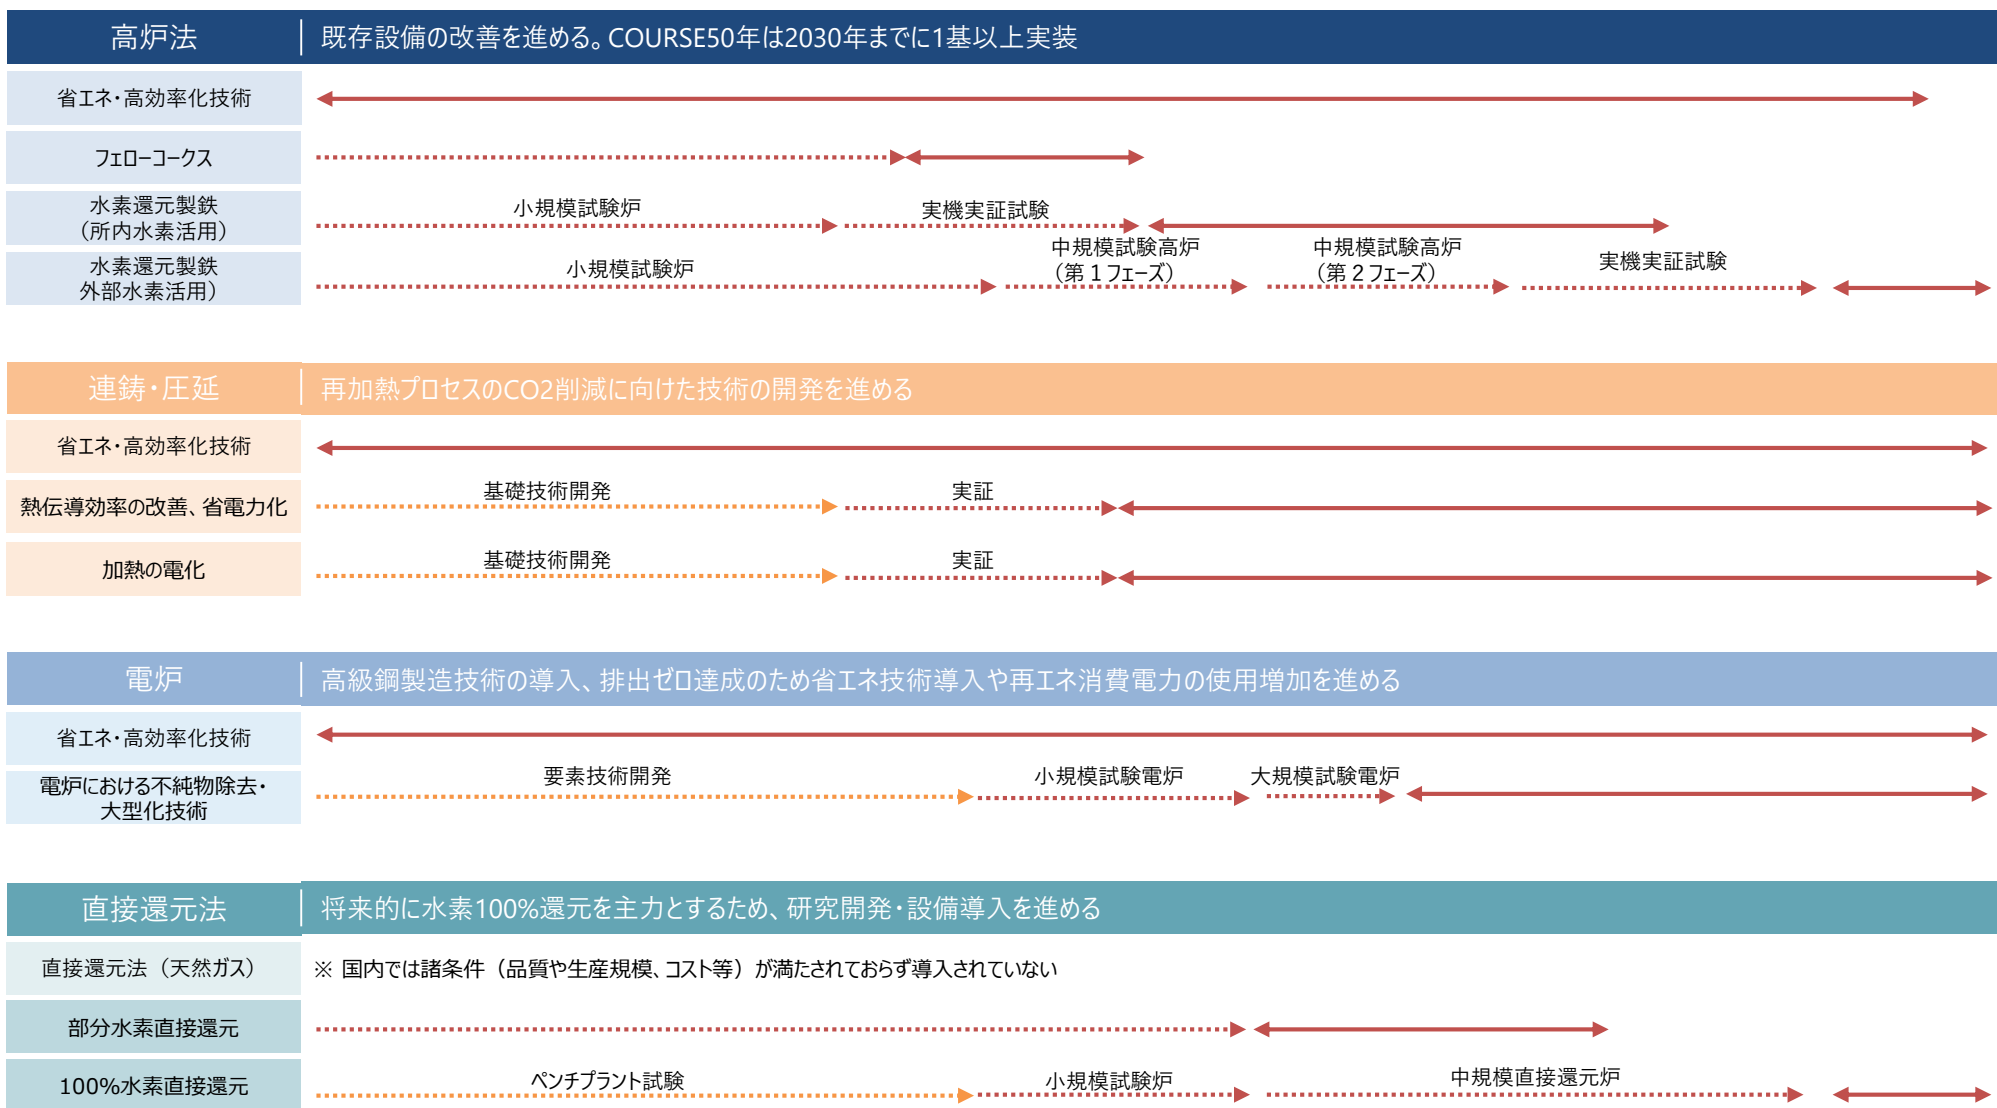 高炉法
既存設備の改善を進める。COURSE50年は2030年までに1基以上実装
省エネ・高効率化技術
フェローコークス
水素還元製鉄
（所内水素活用）
小規模試験炉
実機実証試験
水素還元製鉄
外部水素活用）
小規模試験炉
中規模試験高炉
（第１フェーズ）
中規模試験高炉
（第２フェーズ）
実機実証試験
連鋳・圧延
再加熱プロセスのCO2削減に向けた技術の開発を進める
省エネ・高効率化技術
熱伝導効率の改善、省電力化
基礎技術開発
実証
加熱の電化
基礎技術開発
実証
電炉
高級鋼製造技術の導入、排出ゼロ達成のため省エネ技術導入や再エネ消費電力の使用増加を進める
省エネ・高効率化技術
電炉における不純物除去・
大型化技術
要素技術開発
小規模試験電炉
大規模試験電炉
直接還元法
将来的に水素100%還元を主力とするため、研究開発・設備導入を進める
直接還元法（天然ガス）
※ 国内では諸条件（品質や生産規模、コスト等）が満たされておらず導入されていない
部分水素直接還元
100%水素直接還元
ベンチプラント試験
小規模試験炉
中規模直接還元炉